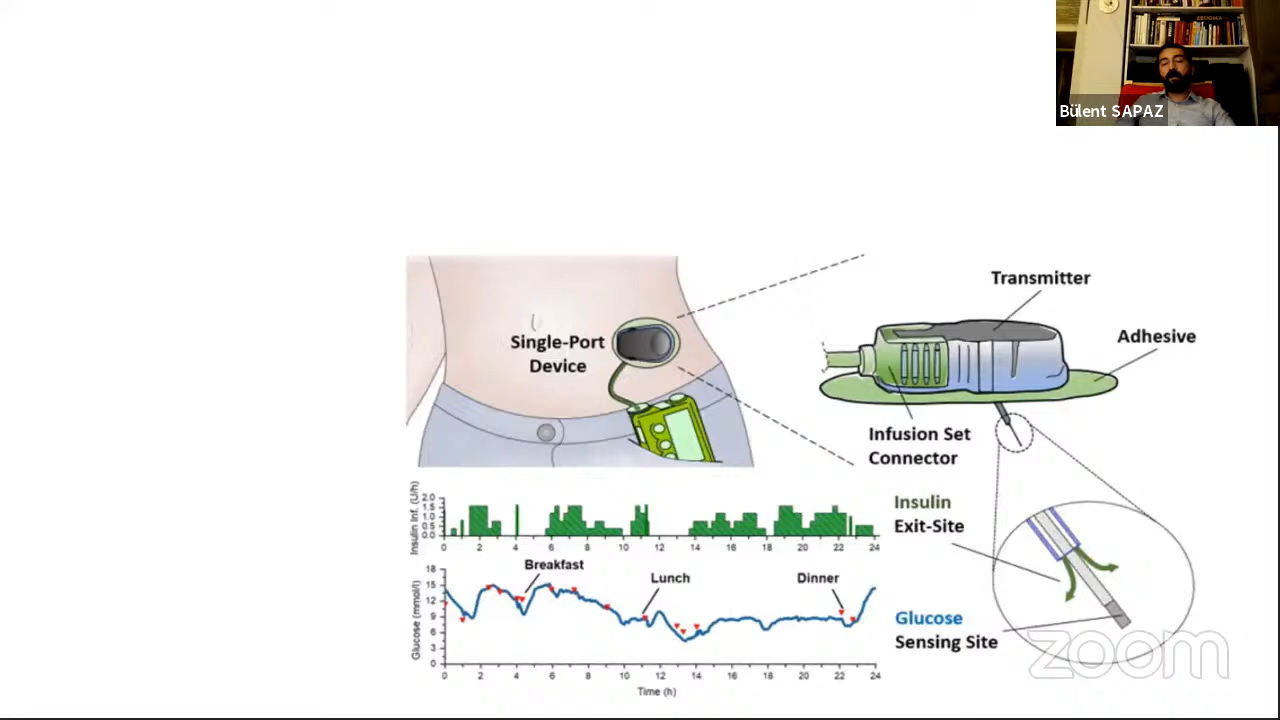 Bülent SAPAZ
Transmitter
Adhesive
Single-Port
Device
Infusion Set
Connector
Insulin
Exit-Site
Glucose
Sensing Site
Insulin Inf. (U/h)
2.0
1.5
1.0
0.5
0.0
0 2 4 6 8 10 12 14 16 18 20 22 24
Breakfast
Lunch
Dinner
Glucose (mmol/l)
18
15
12
9
6
3
0
0 2 4 6 8 10 12 14 16 18 20 22 24
Time (h)
zoom